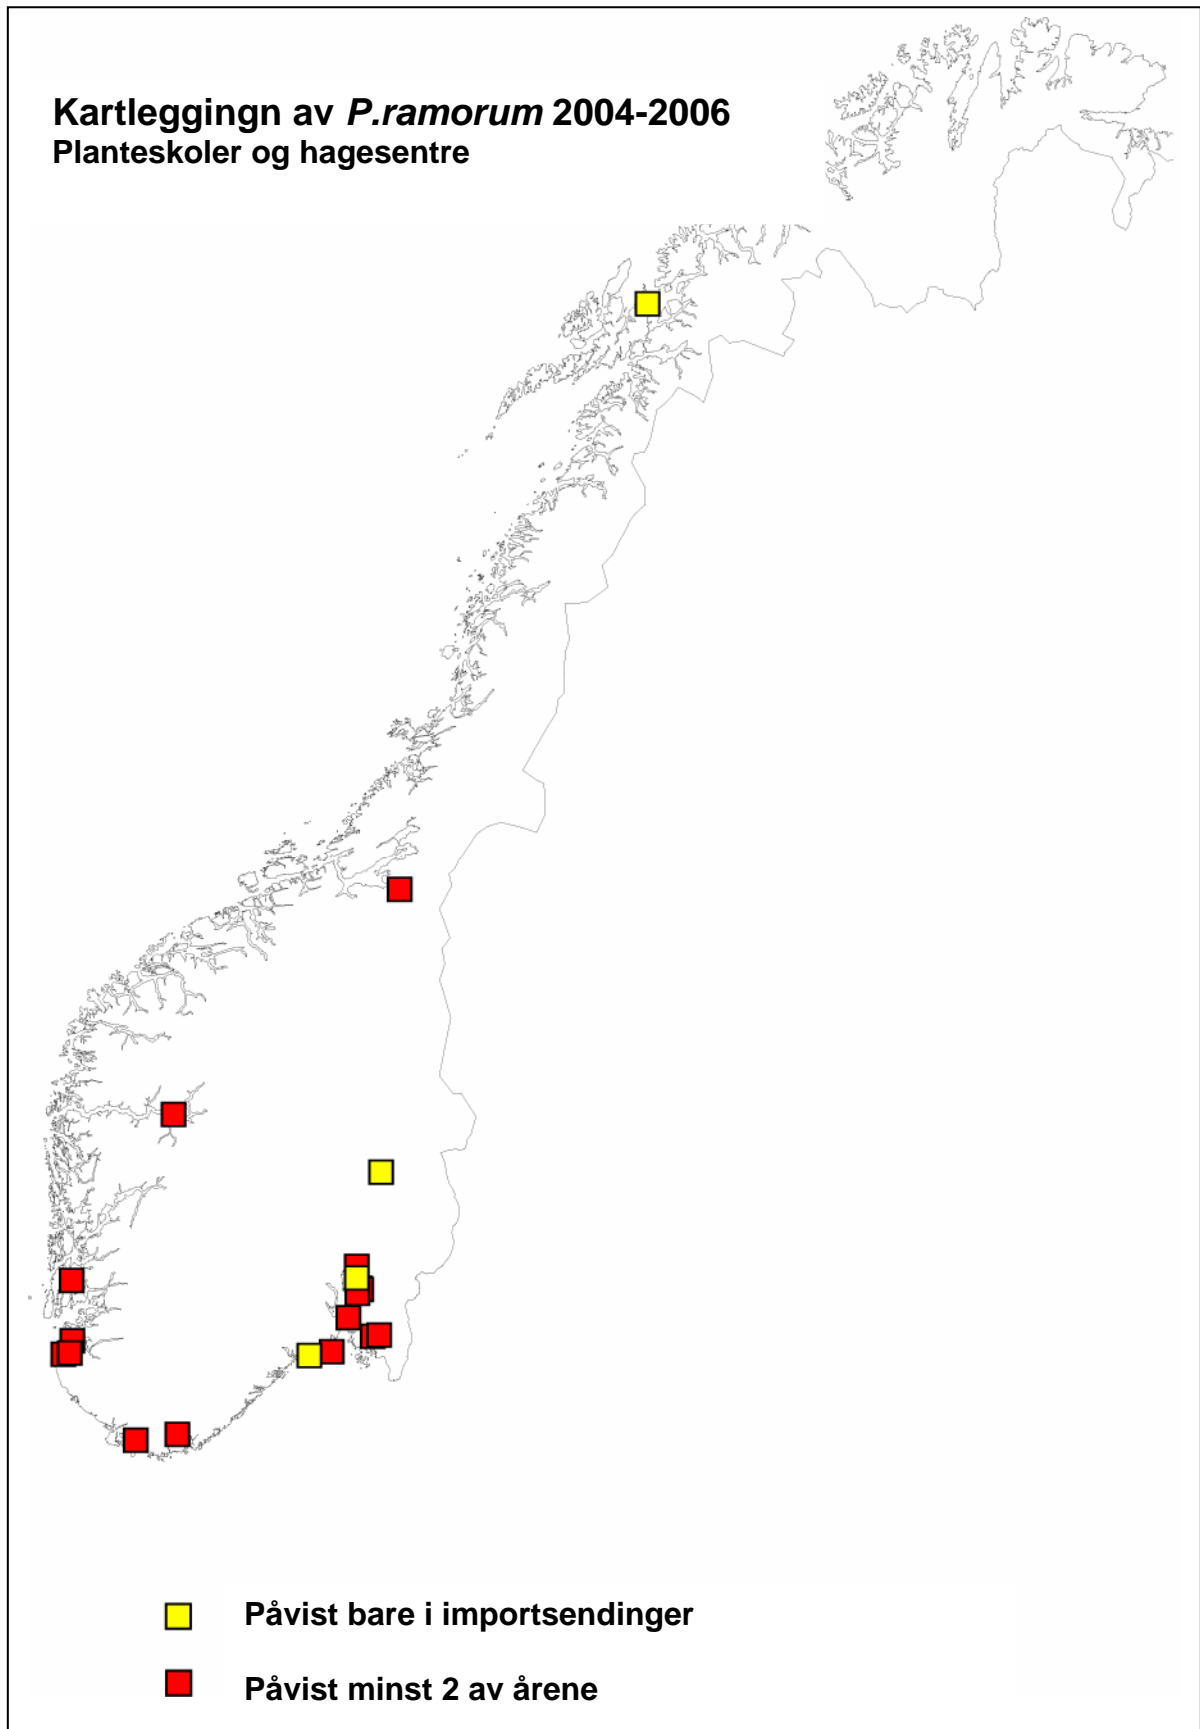 Kartleggingn av P.ramorum 2004-2006
Planteskoler og hagesentre
Påvist bare i importsendinger
Påvist minst 2 av årene